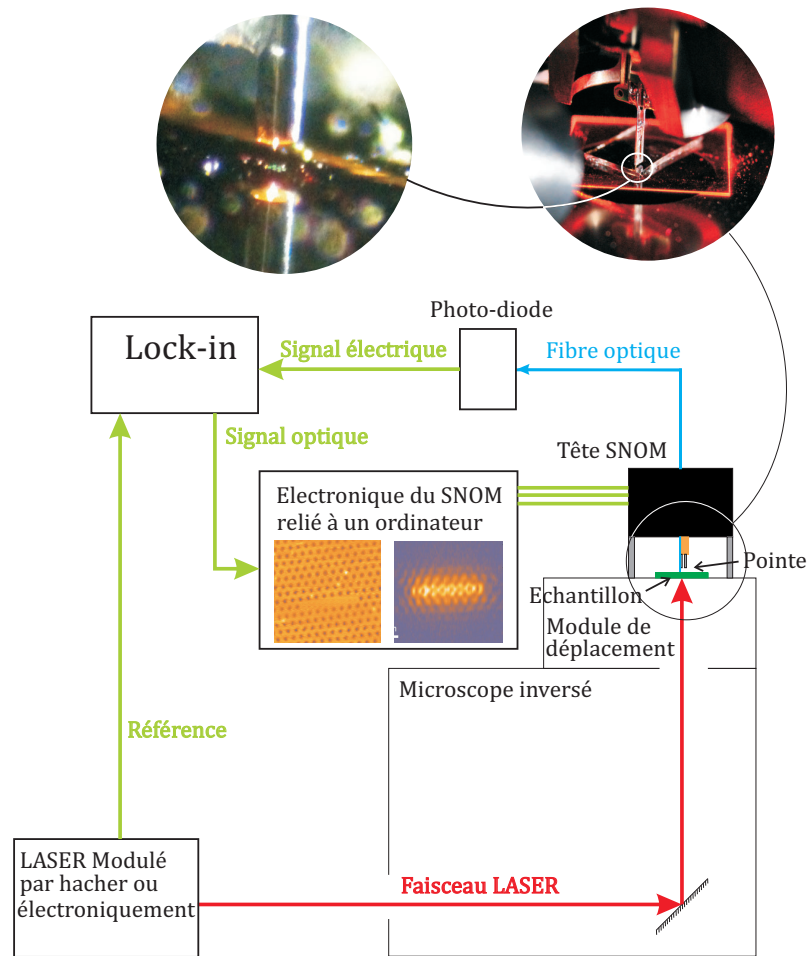 Photo-diode
Lock-in
Signal électrique
Fibre optique
Signal optique
Tête SNOM
Electronique du SNOM
relié à un ordinateur
Pointe
Echantillon
Module de
déplacement
Microscope inversé
Référence
LASER Modulé
par hacher ou
électroniquement
Faisceau LASER